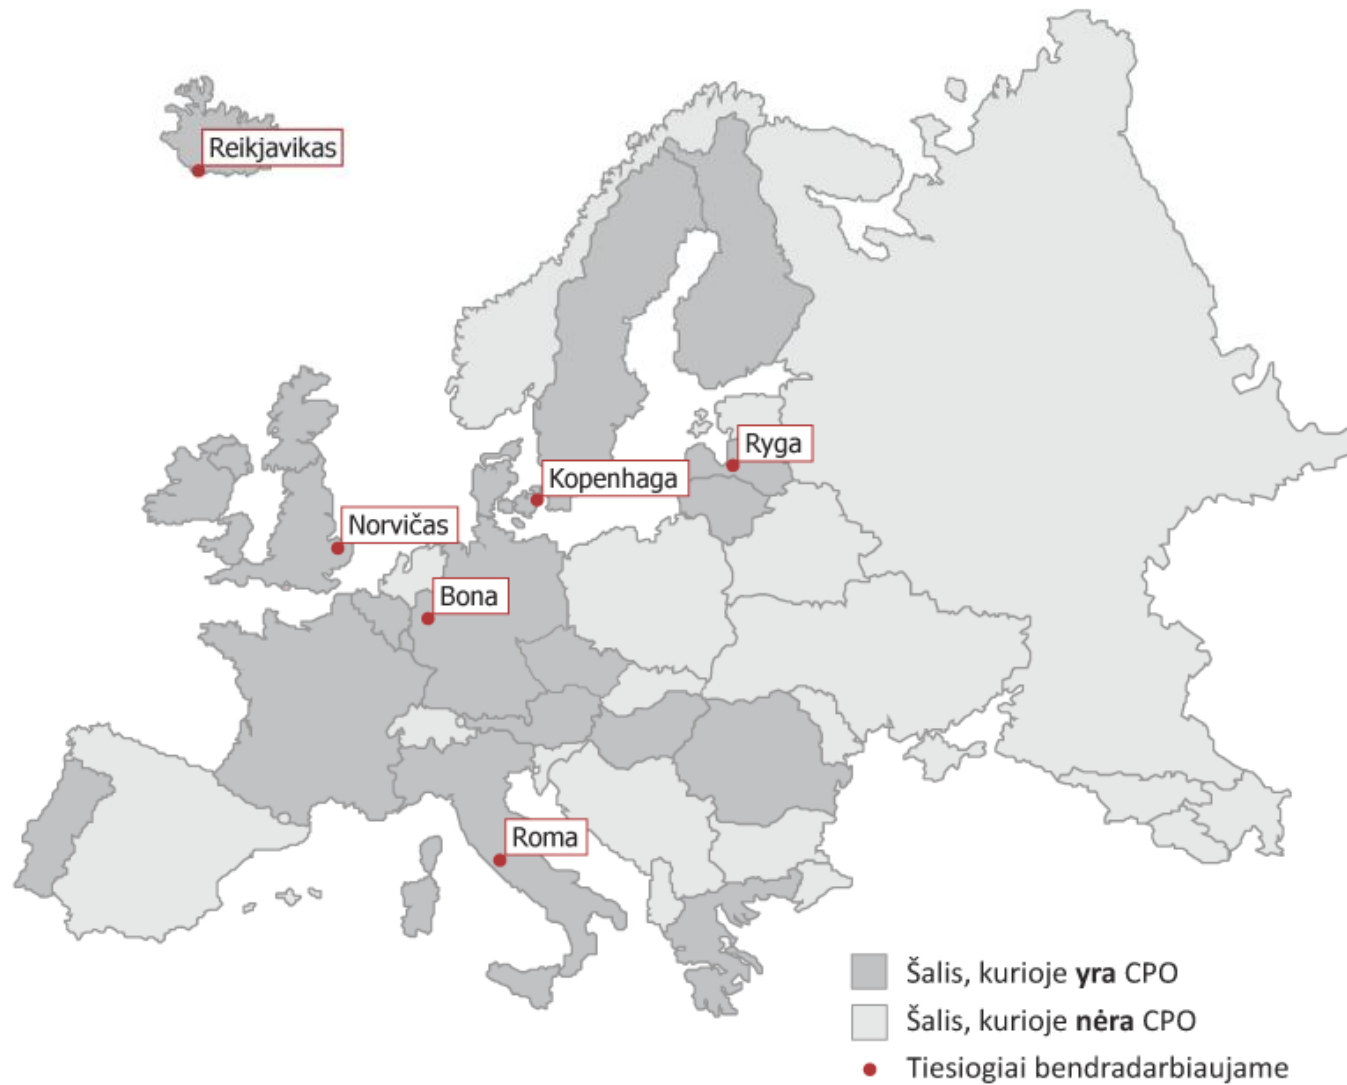 Reikjavikas
Ryga
Kopenhaga
Norvičas
Bona
Roma
Šalis, kurioje yra CPO
Šalis, kurioje nėra CPO
Tiesiogiai bendradarbiaujame